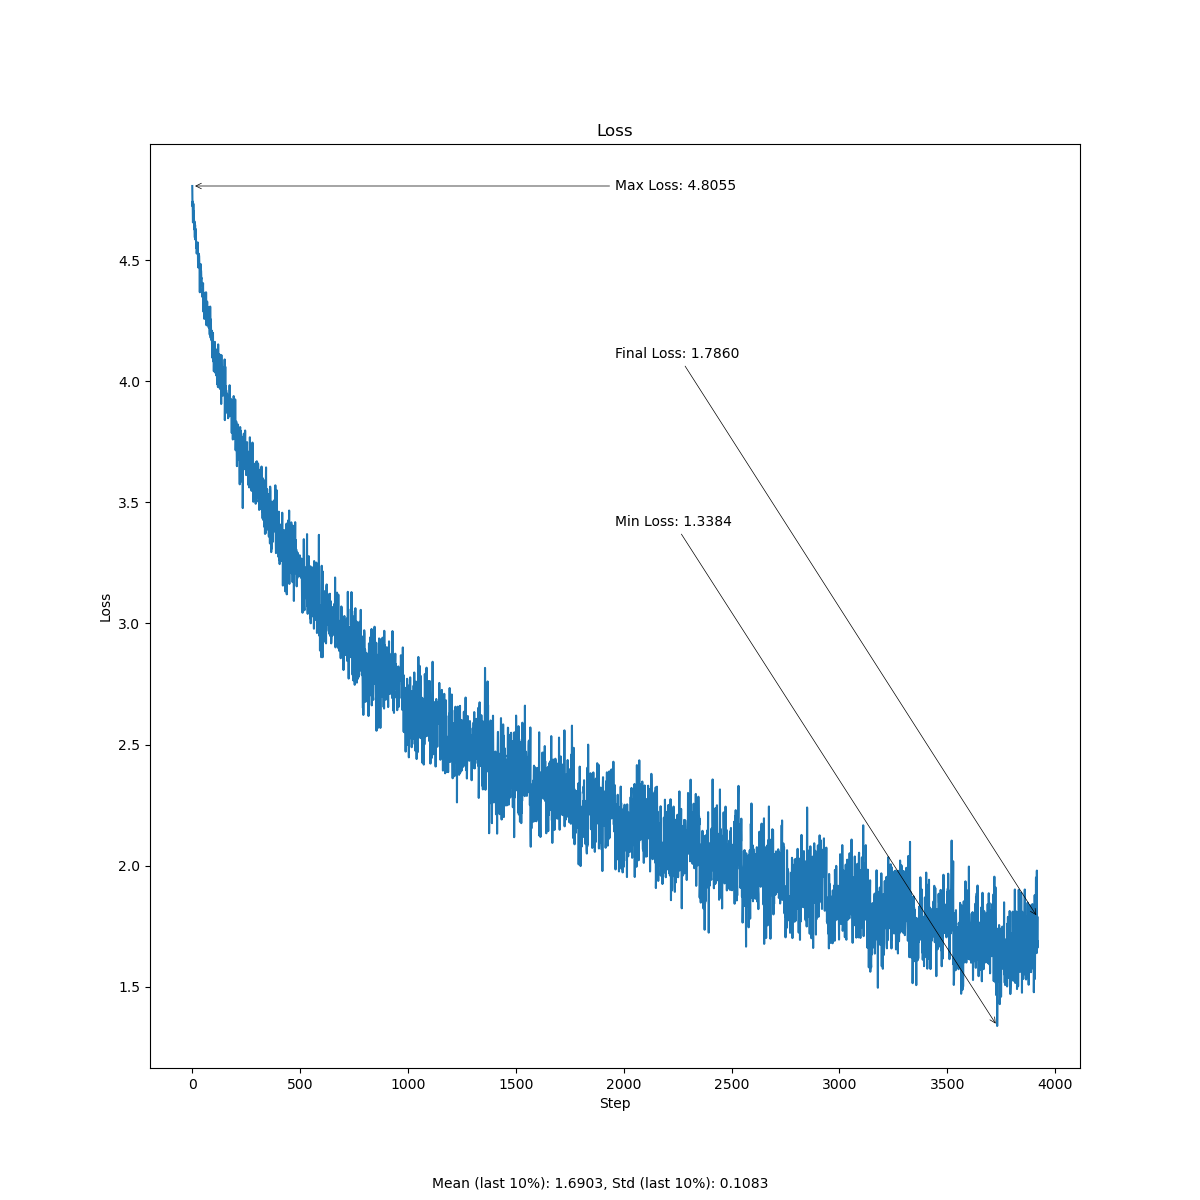 Loss
Max Loss: 4.8055
Final Loss: 1.7860
Min Loss: 1.3384
Loss
4.5
4.0
3.5
3.0
2.5
2.0
1.5
0 500 1000 1500 2000 2500 3000 3500 4000
Step
Mean (last 10%): 1.6903, Std (last 10%): 0.1083